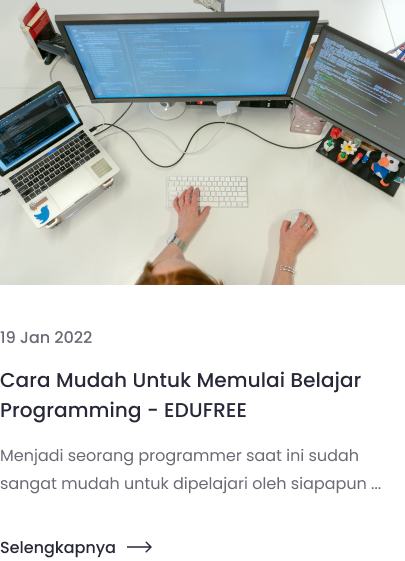 19 Jan 2022
Cara Mudah Untuk Memulai Belajar
Programming - EDUFREE
Menjadi seorang programmer saat ini sudah
sangat mudah untuk dipelajari oleh siapapun ...
Selengkapnya